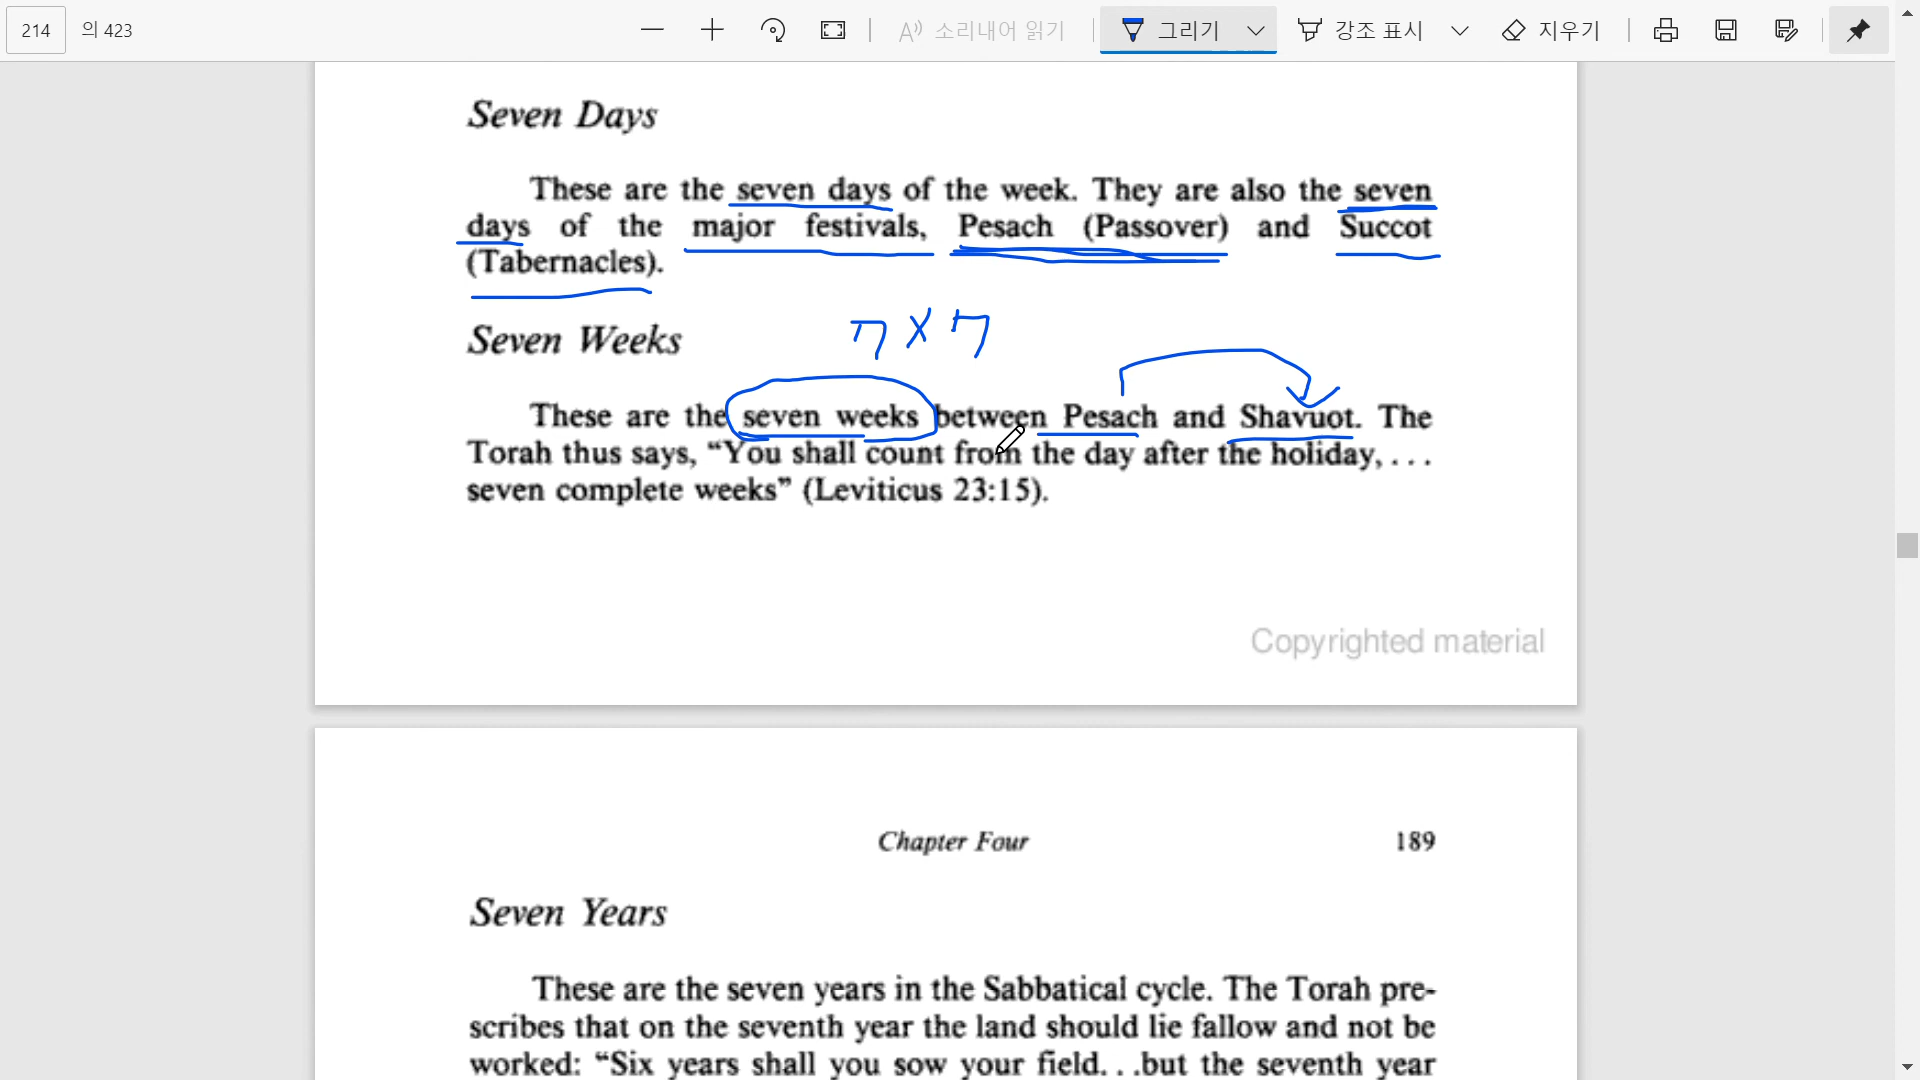 214 의 423 소리내어 읽기 그리기 강조 표시 지우기
Seven Days
These are the seven days of the week. They are also the seven
days of the major festivals, Pesach (Passover) and Succot
(Tabernacles).
7 x 7
Seven Weeks
These are the seven weeks between Pesach and Shavuot. The
Torah thus says, “You shall count from the day after the holiday, . . .
seven complete weeks” (Leviticus 23:15).
Copyrighted material
Chapter Four 189
Seven Years
These are the seven years in the Sabbatical cycle. The Torah pre-
scribes that on the seventh year the land should lie fallow and not be
worked: “Six years shall you sow your field. . .but the seventh year